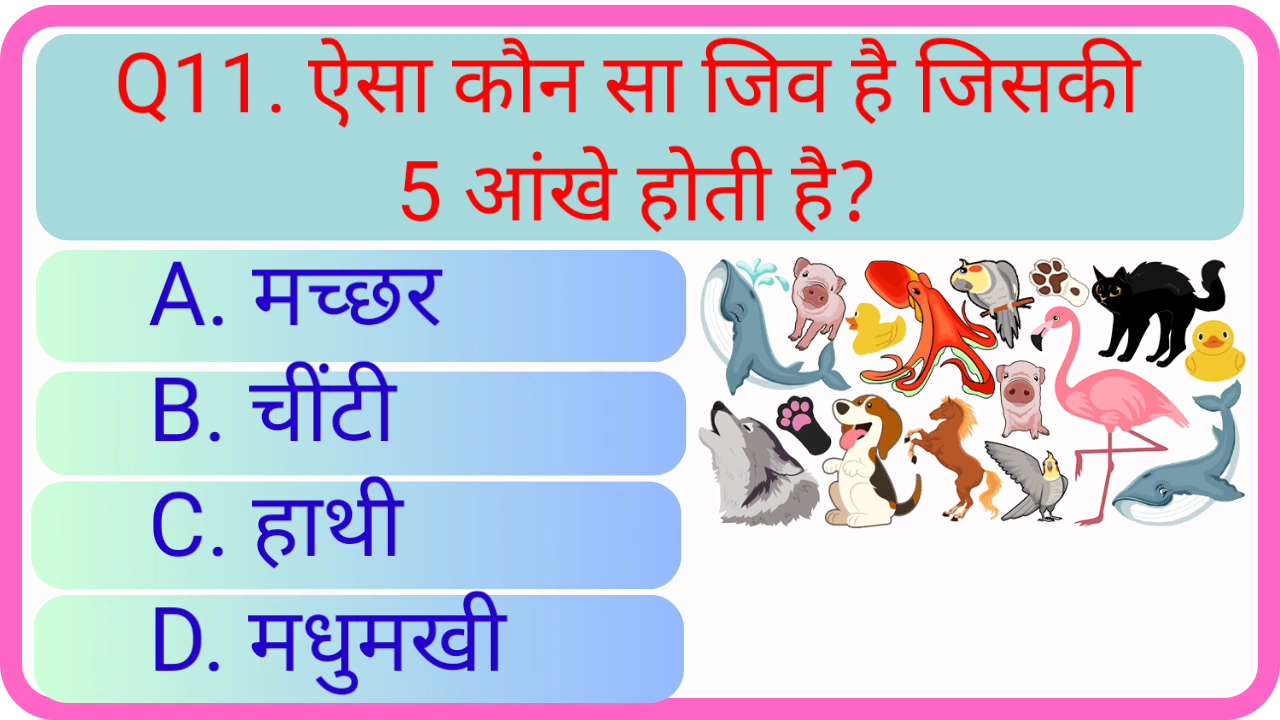 Q11. ऐसा कौन सा जिव है जिसकी
5 आंखे होती है?
A. मच्छर
B. चींटी
C. हाथी
D. मधुमखी